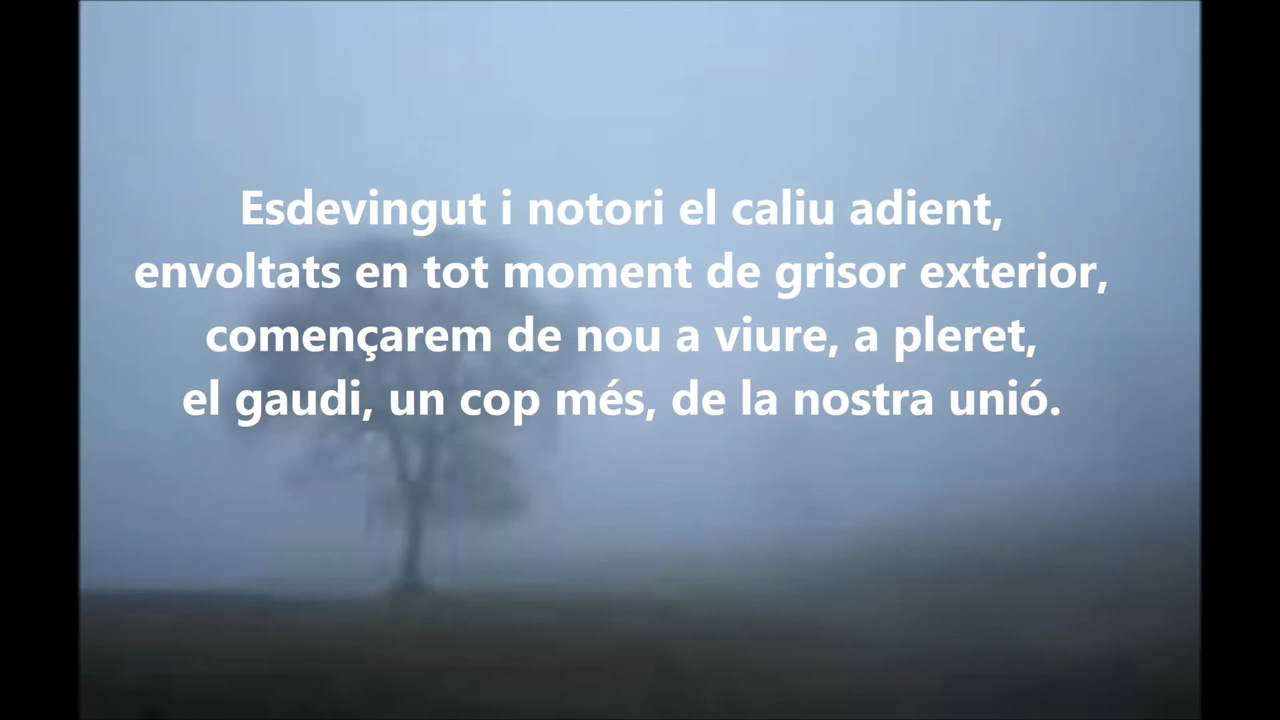 Esdevingut i notori el caliu adient,
envoltats en tot moment de grisor exterior,
començarem de nou a viure, a pleret,
el gaudi, un cop més, de la nostra unió.